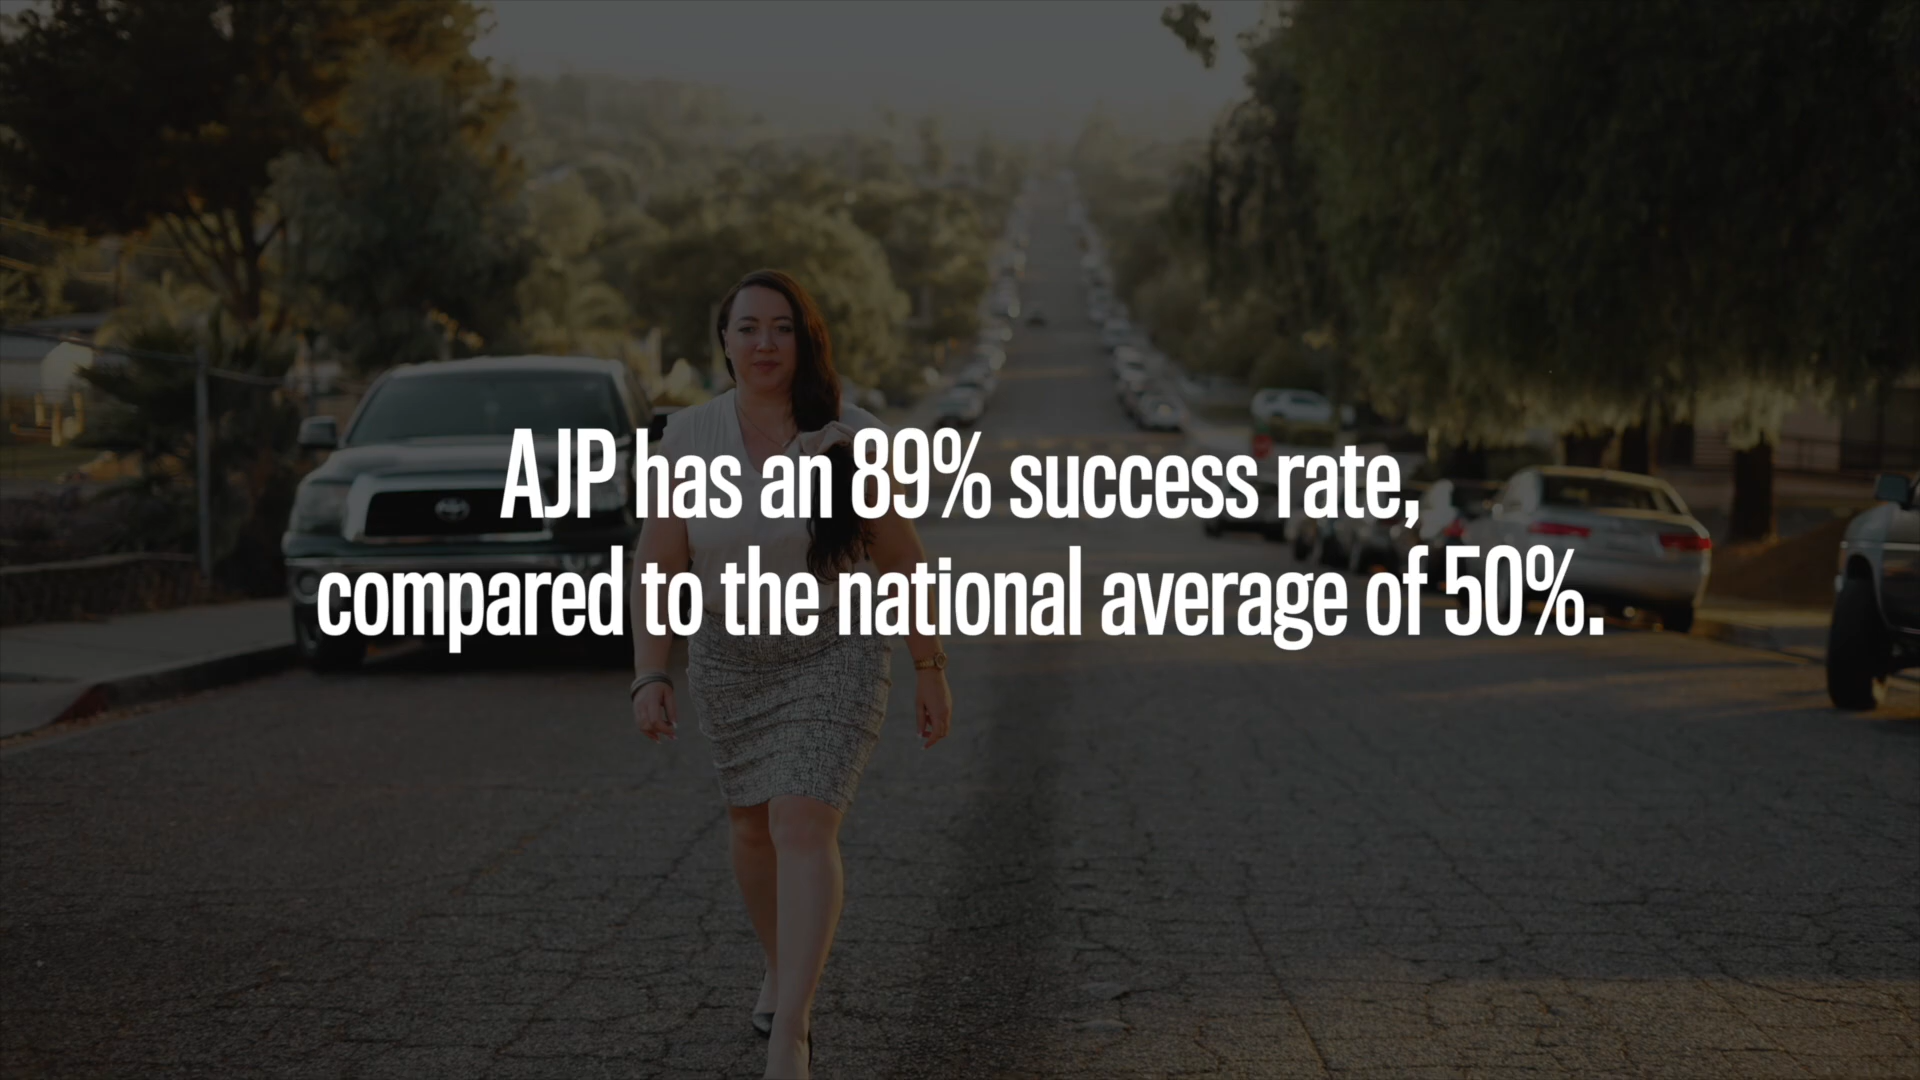 AJP has an 89% success rate,
compared to the national average of 50%.